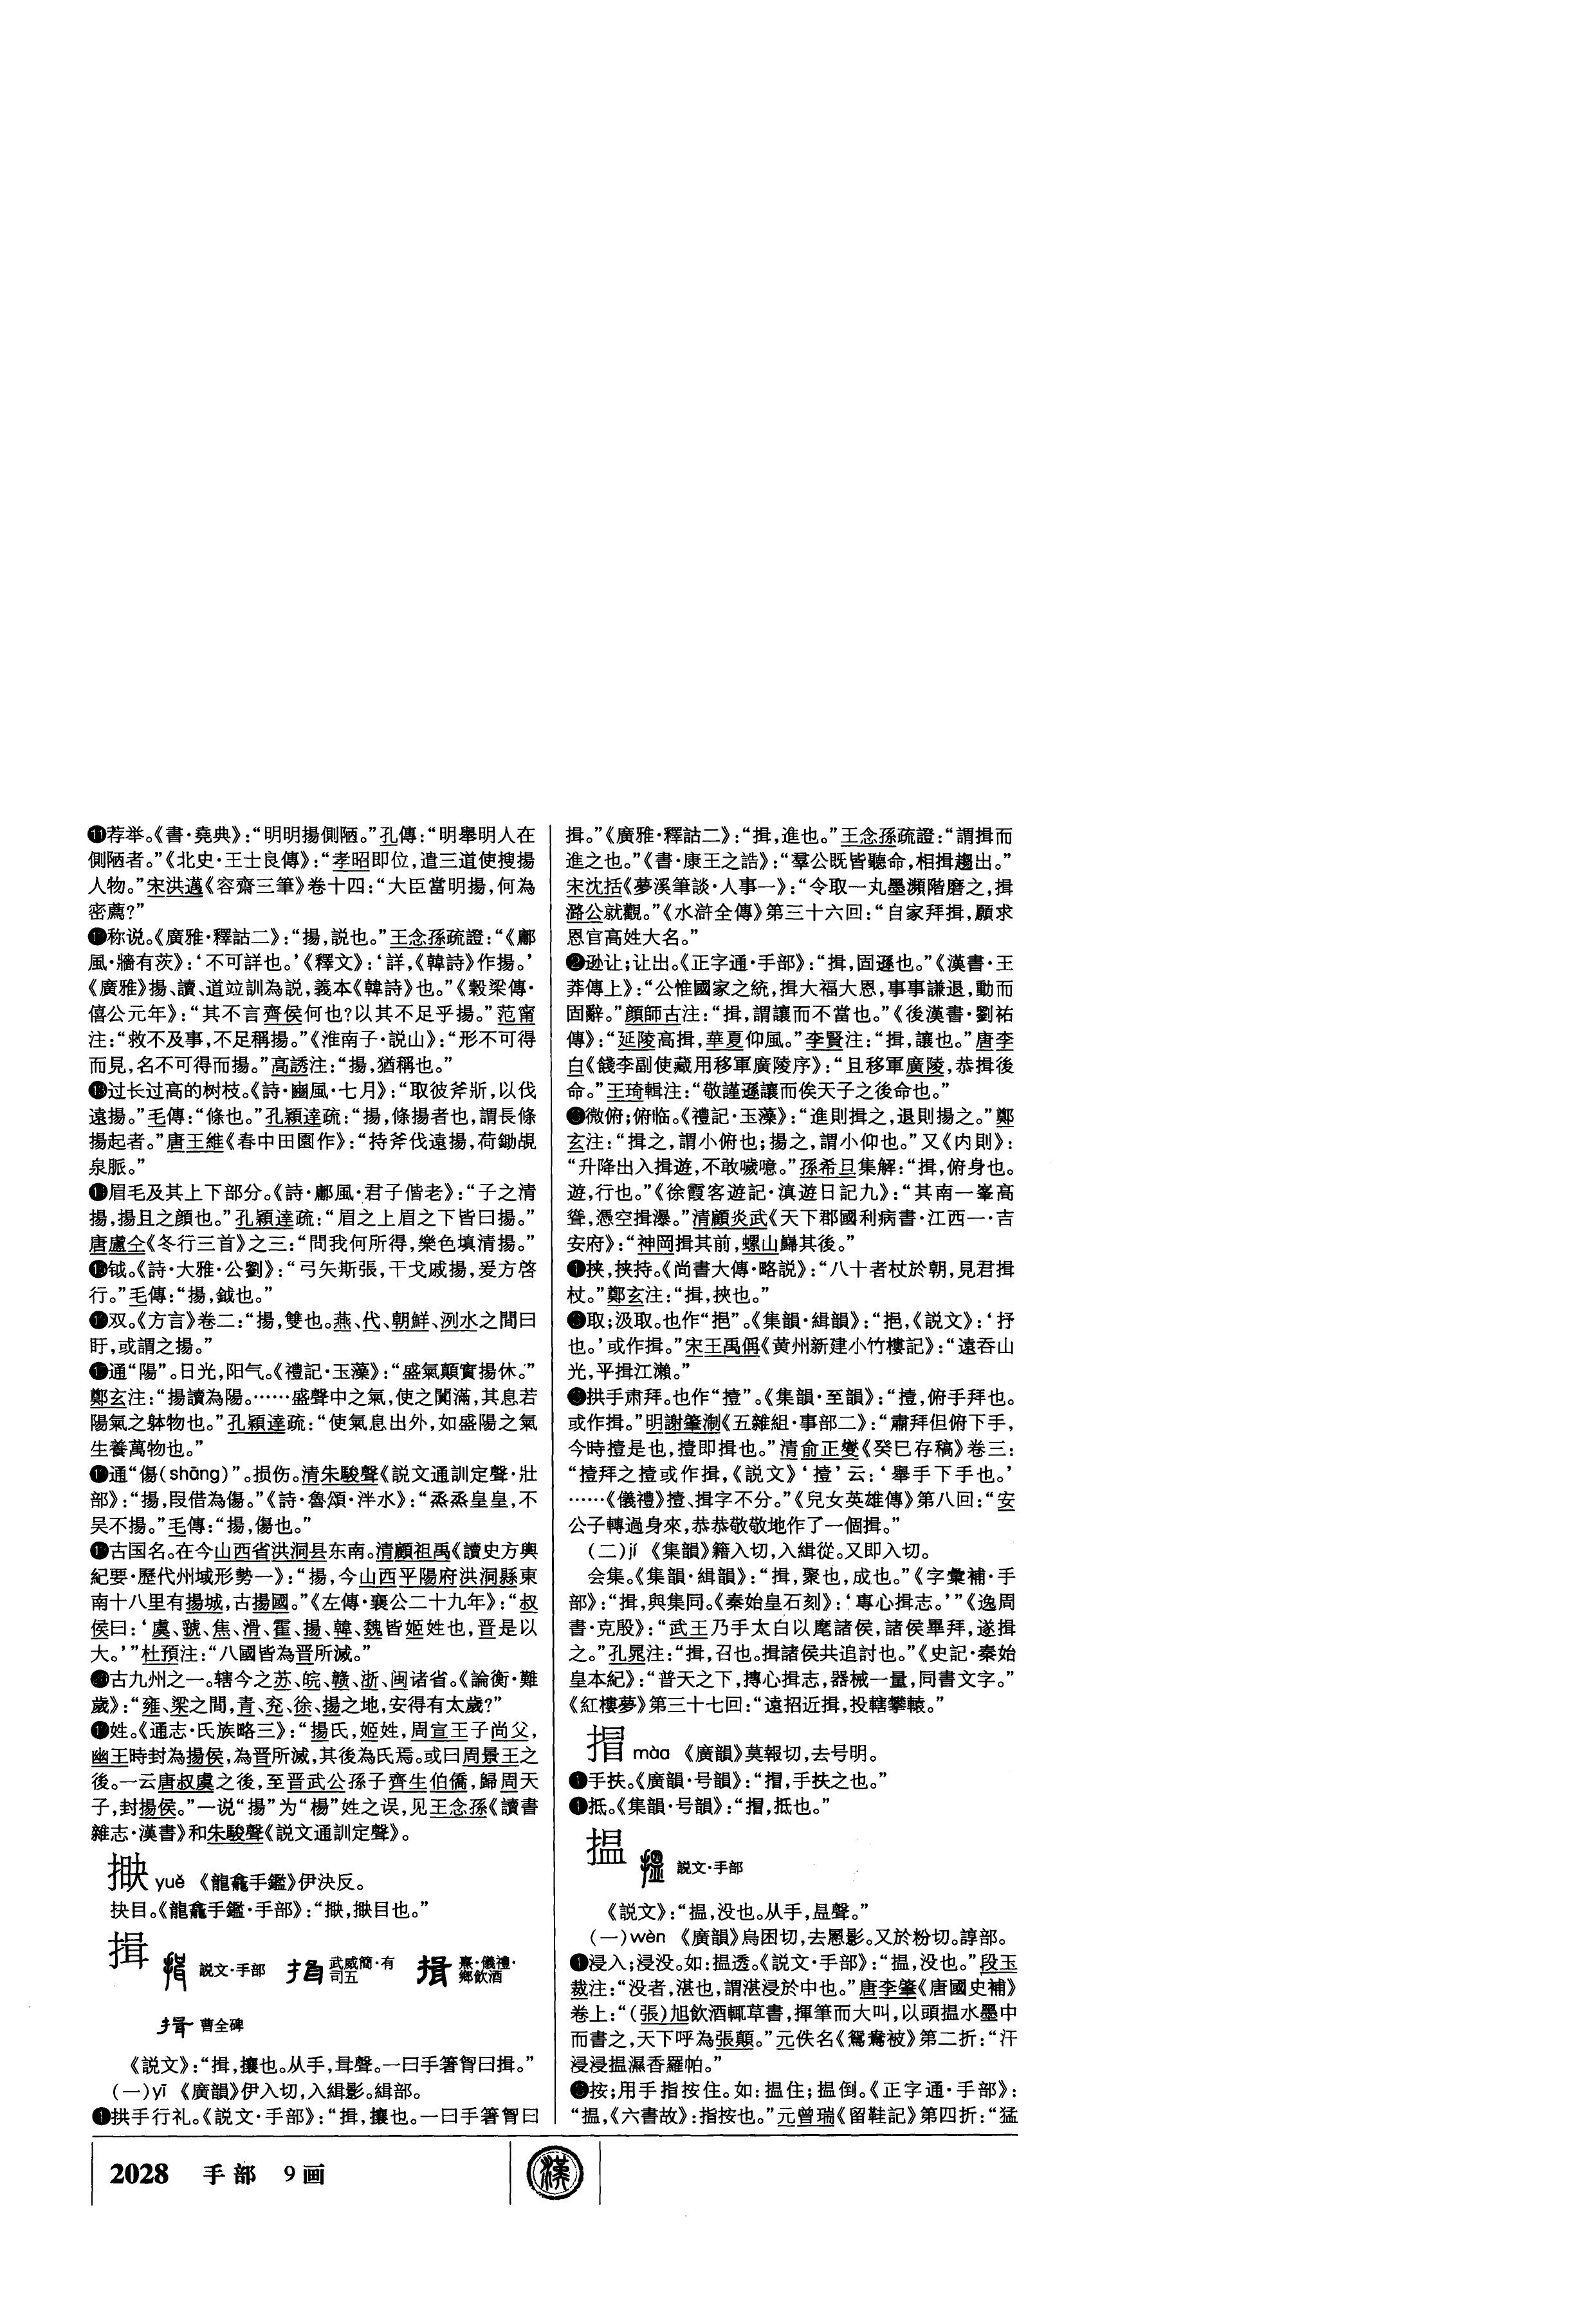 ⓫荐举。《書·堯典》:“明明揚側陋。”孔傳:“明舉明人在
側陋者。”《北史·王士良傳》:“孝昭即位,遣三道使搜揚
人物。”宋洪邁《容齋三筆》卷十四:“大臣當明揚,何為
密薦?”
⓬称说。《廣雅·釋詁二》:“揚,説也。”王念孫疏證:“《鄘
風·牆有茨》:‘不可詳也。’《釋文》:‘詳,《韓詩》作揚。’
《廣雅》揚、讀、道竝訓為説,義本《韓詩》也。”《穀梁傳·
僖公元年》:“其不言齊侯何也?以其不足乎揚。”范甯
注:“救不及事,不足稱揚。”《淮南子·説山》:“形不可得
而見,名不可得而揚。”高誘注:“揚,猶稱也。”
⓭过长过高的树枝。《詩·豳風·七月》:“取彼斧斨,以伐
遠揚。”毛傳:“條也。”孔穎達疏:“揚,條揚者也,謂長條
揚起者。”唐王維《春中田園作》:“持斧伐遠揚,荷鋤覘
泉脈。”
⓮眉毛及其上下部分。《詩·鄘風·君子偕老》:“子之清
揚,揚且之顔也。”孔穎達疏:“眉之上眉之下皆曰揚。”
唐盧仝《冬行三首》之三:“問我何所得,樂色填清揚。”
⓯钺。《詩·大雅·公劉》:“弓矢斯張,干戈戚揚,爰方啓
行。”毛傳:“揚,鉞也。”
⓰双。《方言》卷二:“揚,雙也。燕、代、朝鮮、洌水之間曰
盱,或謂之揚。”
⓱通“陽”。日光,阳气。《禮記·玉藻》:“盛氣顛實揚休。”
鄭玄注:“揚讀為陽。……盛聲中之氣,使之闐滿,其息若
陽氣之躰物也。”孔穎達疏:“使氣息出外,如盛陽之氣
生養萬物也。”
⓲通“傷(shāng)”。损伤。清朱駿聲《説文通訓定聲·壯
部》:“揚,叚借為傷。”《詩·魯頌·泮水》:“烝烝皇皇,不
吴不揚。”毛傳:“揚,傷也。”
⓳古国名。在今山西省洪洞县东南。清顧祖禹《讀史方輿
紀要·歷代州域形勢一》:“揚,今山西平陽府洪洞縣東
南十八里有揚城,古揚國。”《左傳·襄公二十九年》:“叔
侯曰:‘虞、虢、焦、滑、霍、揚、韓、魏皆姬姓也,晋是以
大。’”杜預注:“八國皆為晋所滅。”
⓴古九州之一。辖今之苏、皖、赣、浙、闽诸省。《論衡·難
歲》:“雍、梁之間,青、兖、徐、揚之地,安得有太歲?”
姓。《通志·氏族略三》:“揚氏,姬姓,周宣王子尚父,
幽王時封為揚侯,為晋所滅,其後為氏焉。或曰周景王之
後。一云唐叔虞之後,至晋武公孫子齊生伯僑,歸周天
子,封揚侯。”一说“揚”为“楊”姓之误,见王念孫《讀書
雜志·漢書》和朱駿聲《説文通訓定聲》。
yuě 《龍龕手鑑》伊決反。
抉目。《龍龕手鑑·手部》
揖 説文·手部 武威簡·有司五 熹·儀禮·鄉飲酒
曹全碑
《説文》:“揖,攘也。从手,咠聲。一曰手箸匈曰揖。”
(一)yī 《廣韻》伊入切,入緝影。緝部。
❶拱手行礼。《説文·手部》:“揖,攘也。一曰手箸匈曰
揖。”《廣雅·釋詁二》:“揖,進也。”王念孫疏證:“謂揖而
進之也。”《書·康王之誥》:“羣公既皆聽命,相揖趨出。”
宋沈括《夢溪筆談·人事一》:“令取一丸墨瀕階磨之,揖
潞公就觀。”《水滸全傳》第三十六回:“自家拜揖,願求
恩官高姓大名。”
❷逊让;让出。《正字通·手部》:“揖,固遜也。”《漢書·王
莽傳上》:“公惟國家之統,揖大福大恩,事事謙退,動而
固辭。”顔師古注:“揖,謂讓而不當也。”《後漢書·劉祐
傳》:“延陵高揖,華夏仰風。”李賢注:“揖,讓也。”唐李
白《餞李副使藏用移軍廣陵序》:“且移軍廣陵,恭揖後
命。”王琦輯注:“敬謹遜讓而俟天子之後命也。”
❸微俯;俯临。《禮記·玉藻》:“進則揖之,退則揚之。”鄭
玄注:“揖之,謂小俯也;揚之,謂小仰也。”又《内則》:
“升降出入揖遊,不敢噦噫。”孫希旦集解:“揖,俯身也。
遊,行也。”《徐霞客遊記·滇遊日記九》:“其南一峯高
聳,憑空揖瀑。”清顧炎武《天下郡國利病書·江西一·吉
安府》:“神岡揖其前,螺山歸其後。”
❹挟,挟持。《尚書大傳·略説》:“八十者杖於朝,見君揖
杖。”鄭玄注:“揖,挾也。”
❺取;汲取。也作“挹”。《集韻·緝韻》:“挹,《説文》:‘抒
也。’或作揖。”宋王禹偁《黄州新建小竹樓記》:“遠吞山
光,平揖江瀨。”
❻拱手肃拜。也作“撎”。《集韻·至韻》:“撎,俯手拜也。
或作揖。”明謝肇淛《五雜組·事部二》:“肅拜但俯下手,
今時撎是也,撎即揖也。”清俞正燮《癸巳存稿》卷三:
“撎拜之撎或作揖,《説文》‘撎’云:‘舉手下手也。’
……《儀禮》撎、揖字不分。”《兒女英雄傳》第八回:“安
公子轉過身來,恭恭敬敬地作了一個揖。”
(二)jí 《集韻》籍入切,入緝從。又即入切。
会集。《集韻·緝韻》:“揖,聚也,成也。”《字彙補·手
部》:“揖,與集同。《秦始皇石刻》:‘專心揖志。’”《逸周
書·克殷》:“武王乃手太白以麾諸侯,諸侯畢拜,遂揖
之。”孔晁注:“揖,召也。揖諸侯共追討也。”《史記·秦始
皇本紀》:“普天之下,摶心揖志,器械一量,同書文字。”
《紅樓夢》第三十七回:“遠招近揖,投轄攀轅。”
㨉 màa 《廣韻》莫報切,去号明。
❶手扶。《廣韻·号韻》:“㨉,手扶之也。”
❷抵。《集韻·号韻》:“㨉,抵也。”
揾 説文·手部
《説文》:“揾,没也。从手,𥁕聲。”
(一)wèn 《廣韻》烏困切,去慁影。又於粉切。諄部。
❶浸入;浸没。如:揾透。《説文·手部》:“揾,没也。”段玉
裁注:“没者,湛也,謂湛浸於中也。”唐李肇《唐國史補》
卷上:“(張)旭飲酒輒草書,揮筆而大叫,以頭揾水墨中
而書之,天下呼為張顛。”元佚名《鴛鴦被》第二折:“汗
浸浸揾濕香羅帕。”
❷按;用手指按住。如:揾住;揾倒。《正字通·手部》:
“揾,《六書故》:指按也。”元曾瑞《留鞋記》第四折:“猛
2028 手部 9画
漢